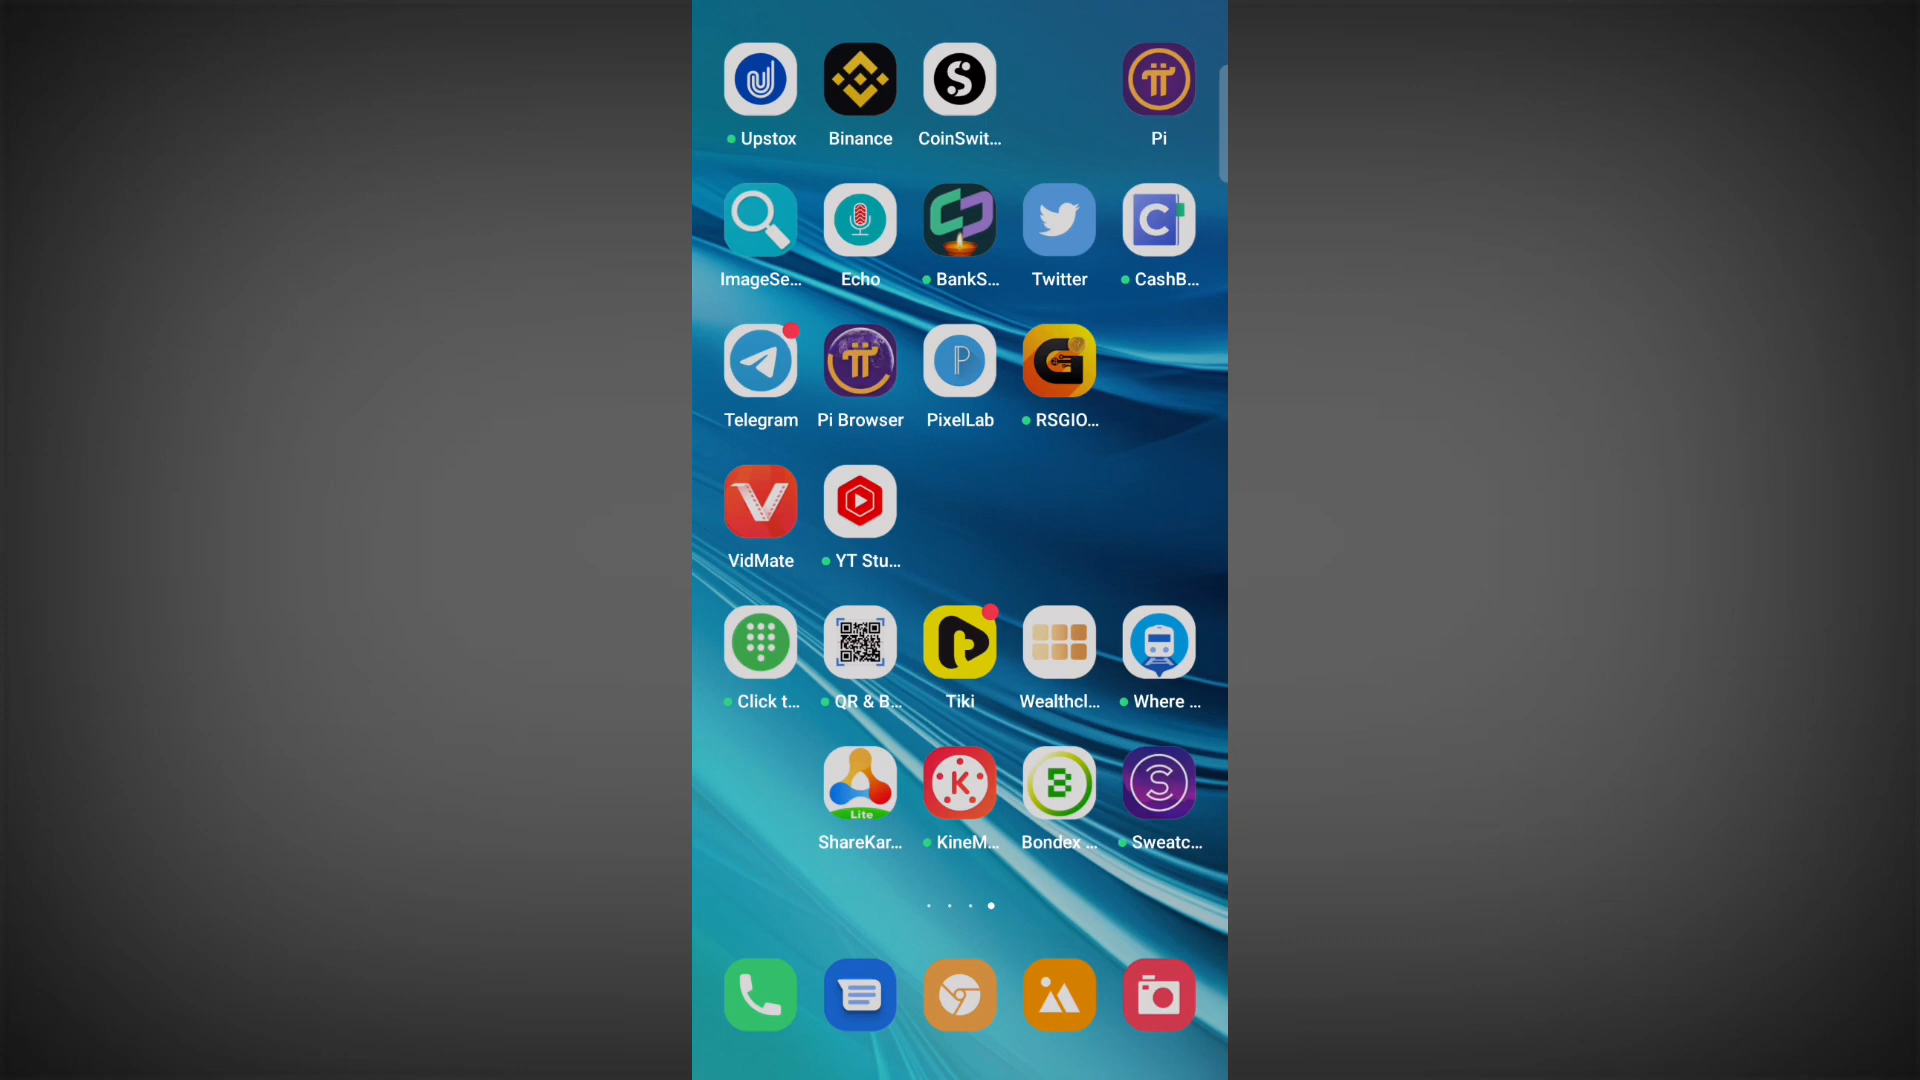 Upstox Binance CoinSwit... Pi
ImageSe... Echo BankS... Twitter CashB...
Telegram Pi Browser PixelLab RSGIO...
VidMate YT Stu...
Click t... QR & B... Tiki Wealthcl... Where ...
Lite
ShareKar... KineM... Bondex ... Sweatc...